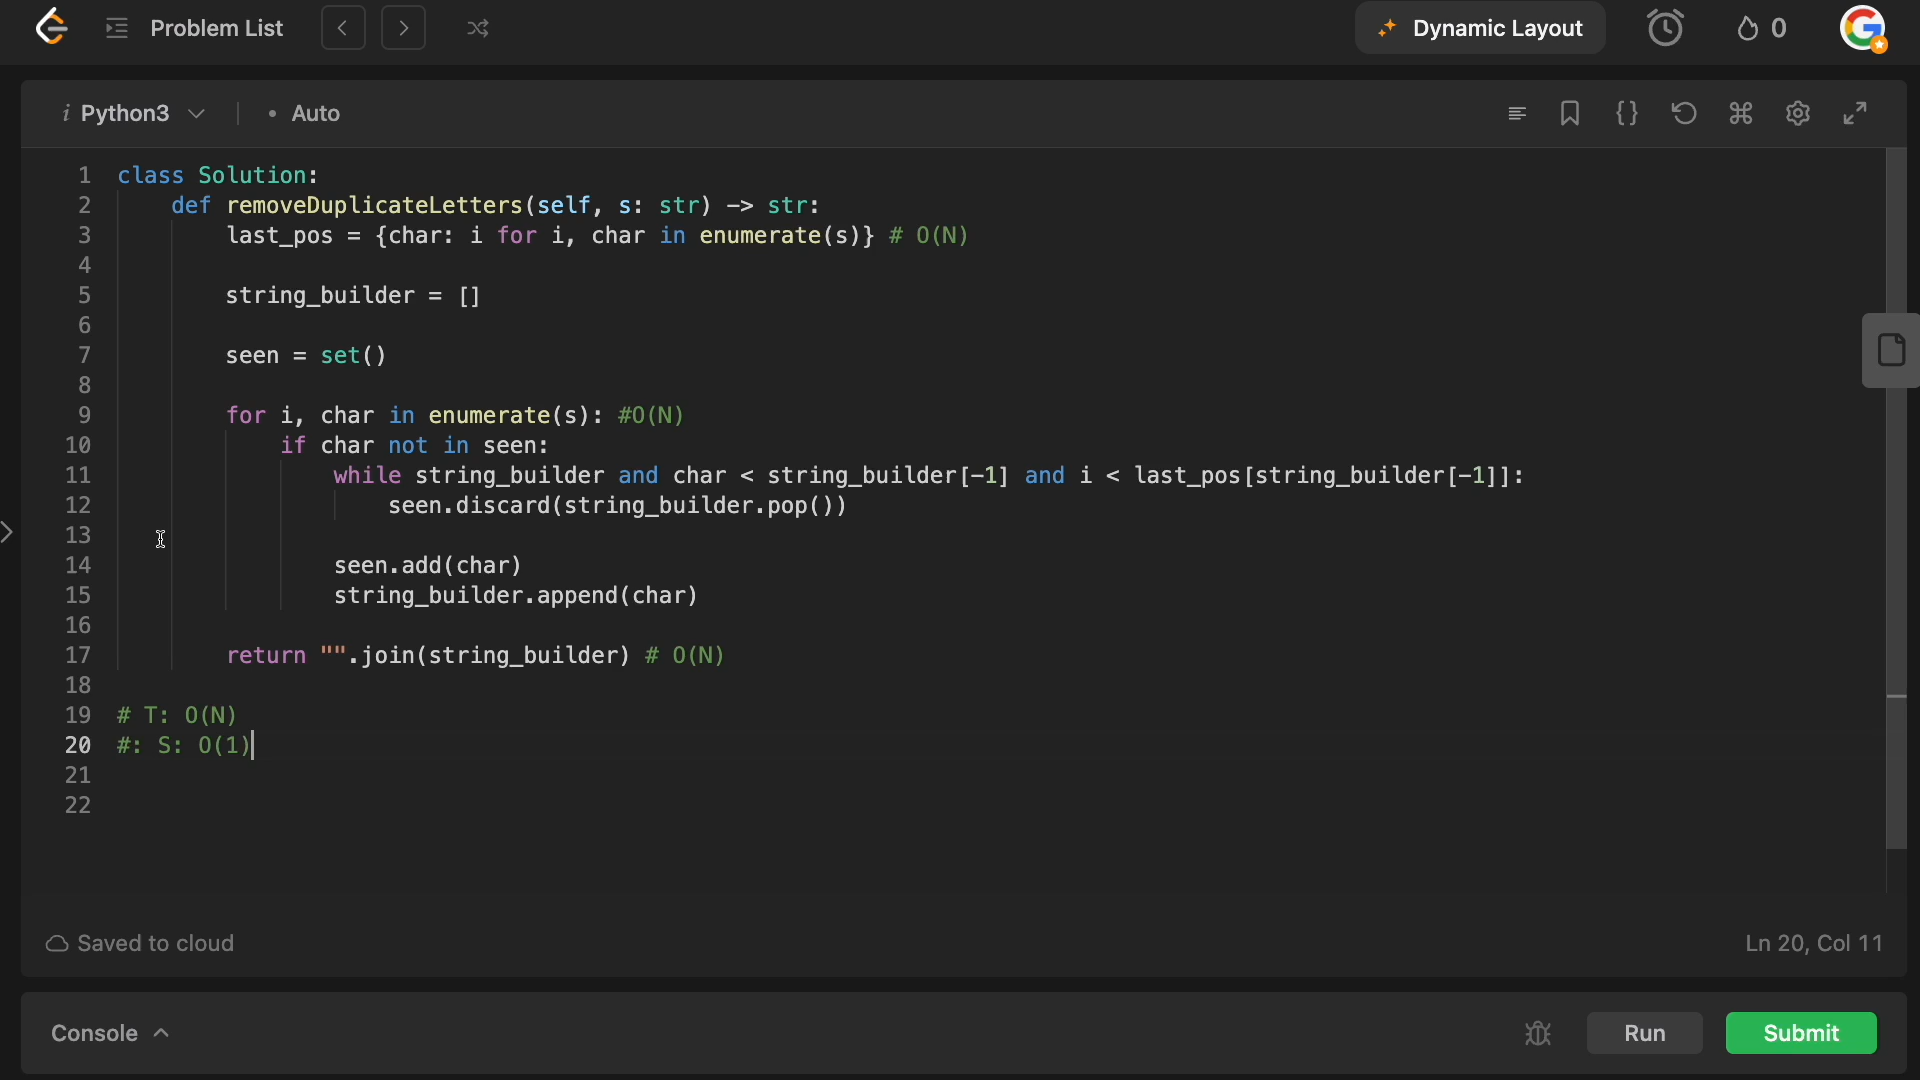 Problem List
Dynamic Layout
0
Python3
Auto
1 class Solution:
2 def removeDuplicateLetters(self, s: str) -> str:
3 last_pos = {char: i for i, char in enumerate(s)} # O(N)
4
5 string_builder = []
6
7 seen = set()
8
9 for i, char in enumerate(s): #O(N)
10 if char not in seen:
11 while string_builder and char < string_builder[-1] and i < last_pos[string_builder[-1]]:
12 seen.discard(string_builder.pop())
13
14 seen.add(char)
15 string_builder.append(char)
16
17 return "".join(string_builder) # O(N)
18
19 # T: O(N)
20 #: S: O(1)
21
22
Saved to cloud
Ln 20, Col 11
Console
Run
Submit